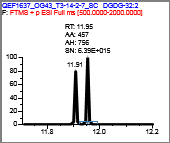 QEF1637_OG43_T3-14-2-7_SC DGDG-32:2
F: FTMS + p ESI Full ms [500.0000-2000.0000]
RT: 11.95
AA: 457
AH: 756
SN: 6.39E+015
11.91
100
80
60
40
20
0
11.8 12.0 12.2